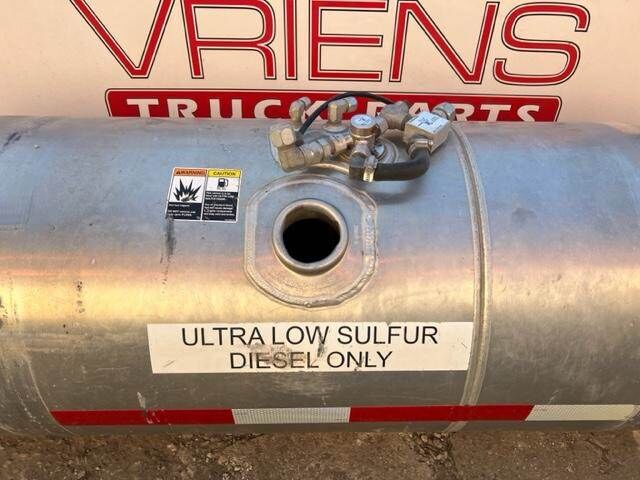 VRIENS
TRUCK PARTS
WARNING
CAUTION
ULTRA LOW SULFUR
DIESEL ONLY